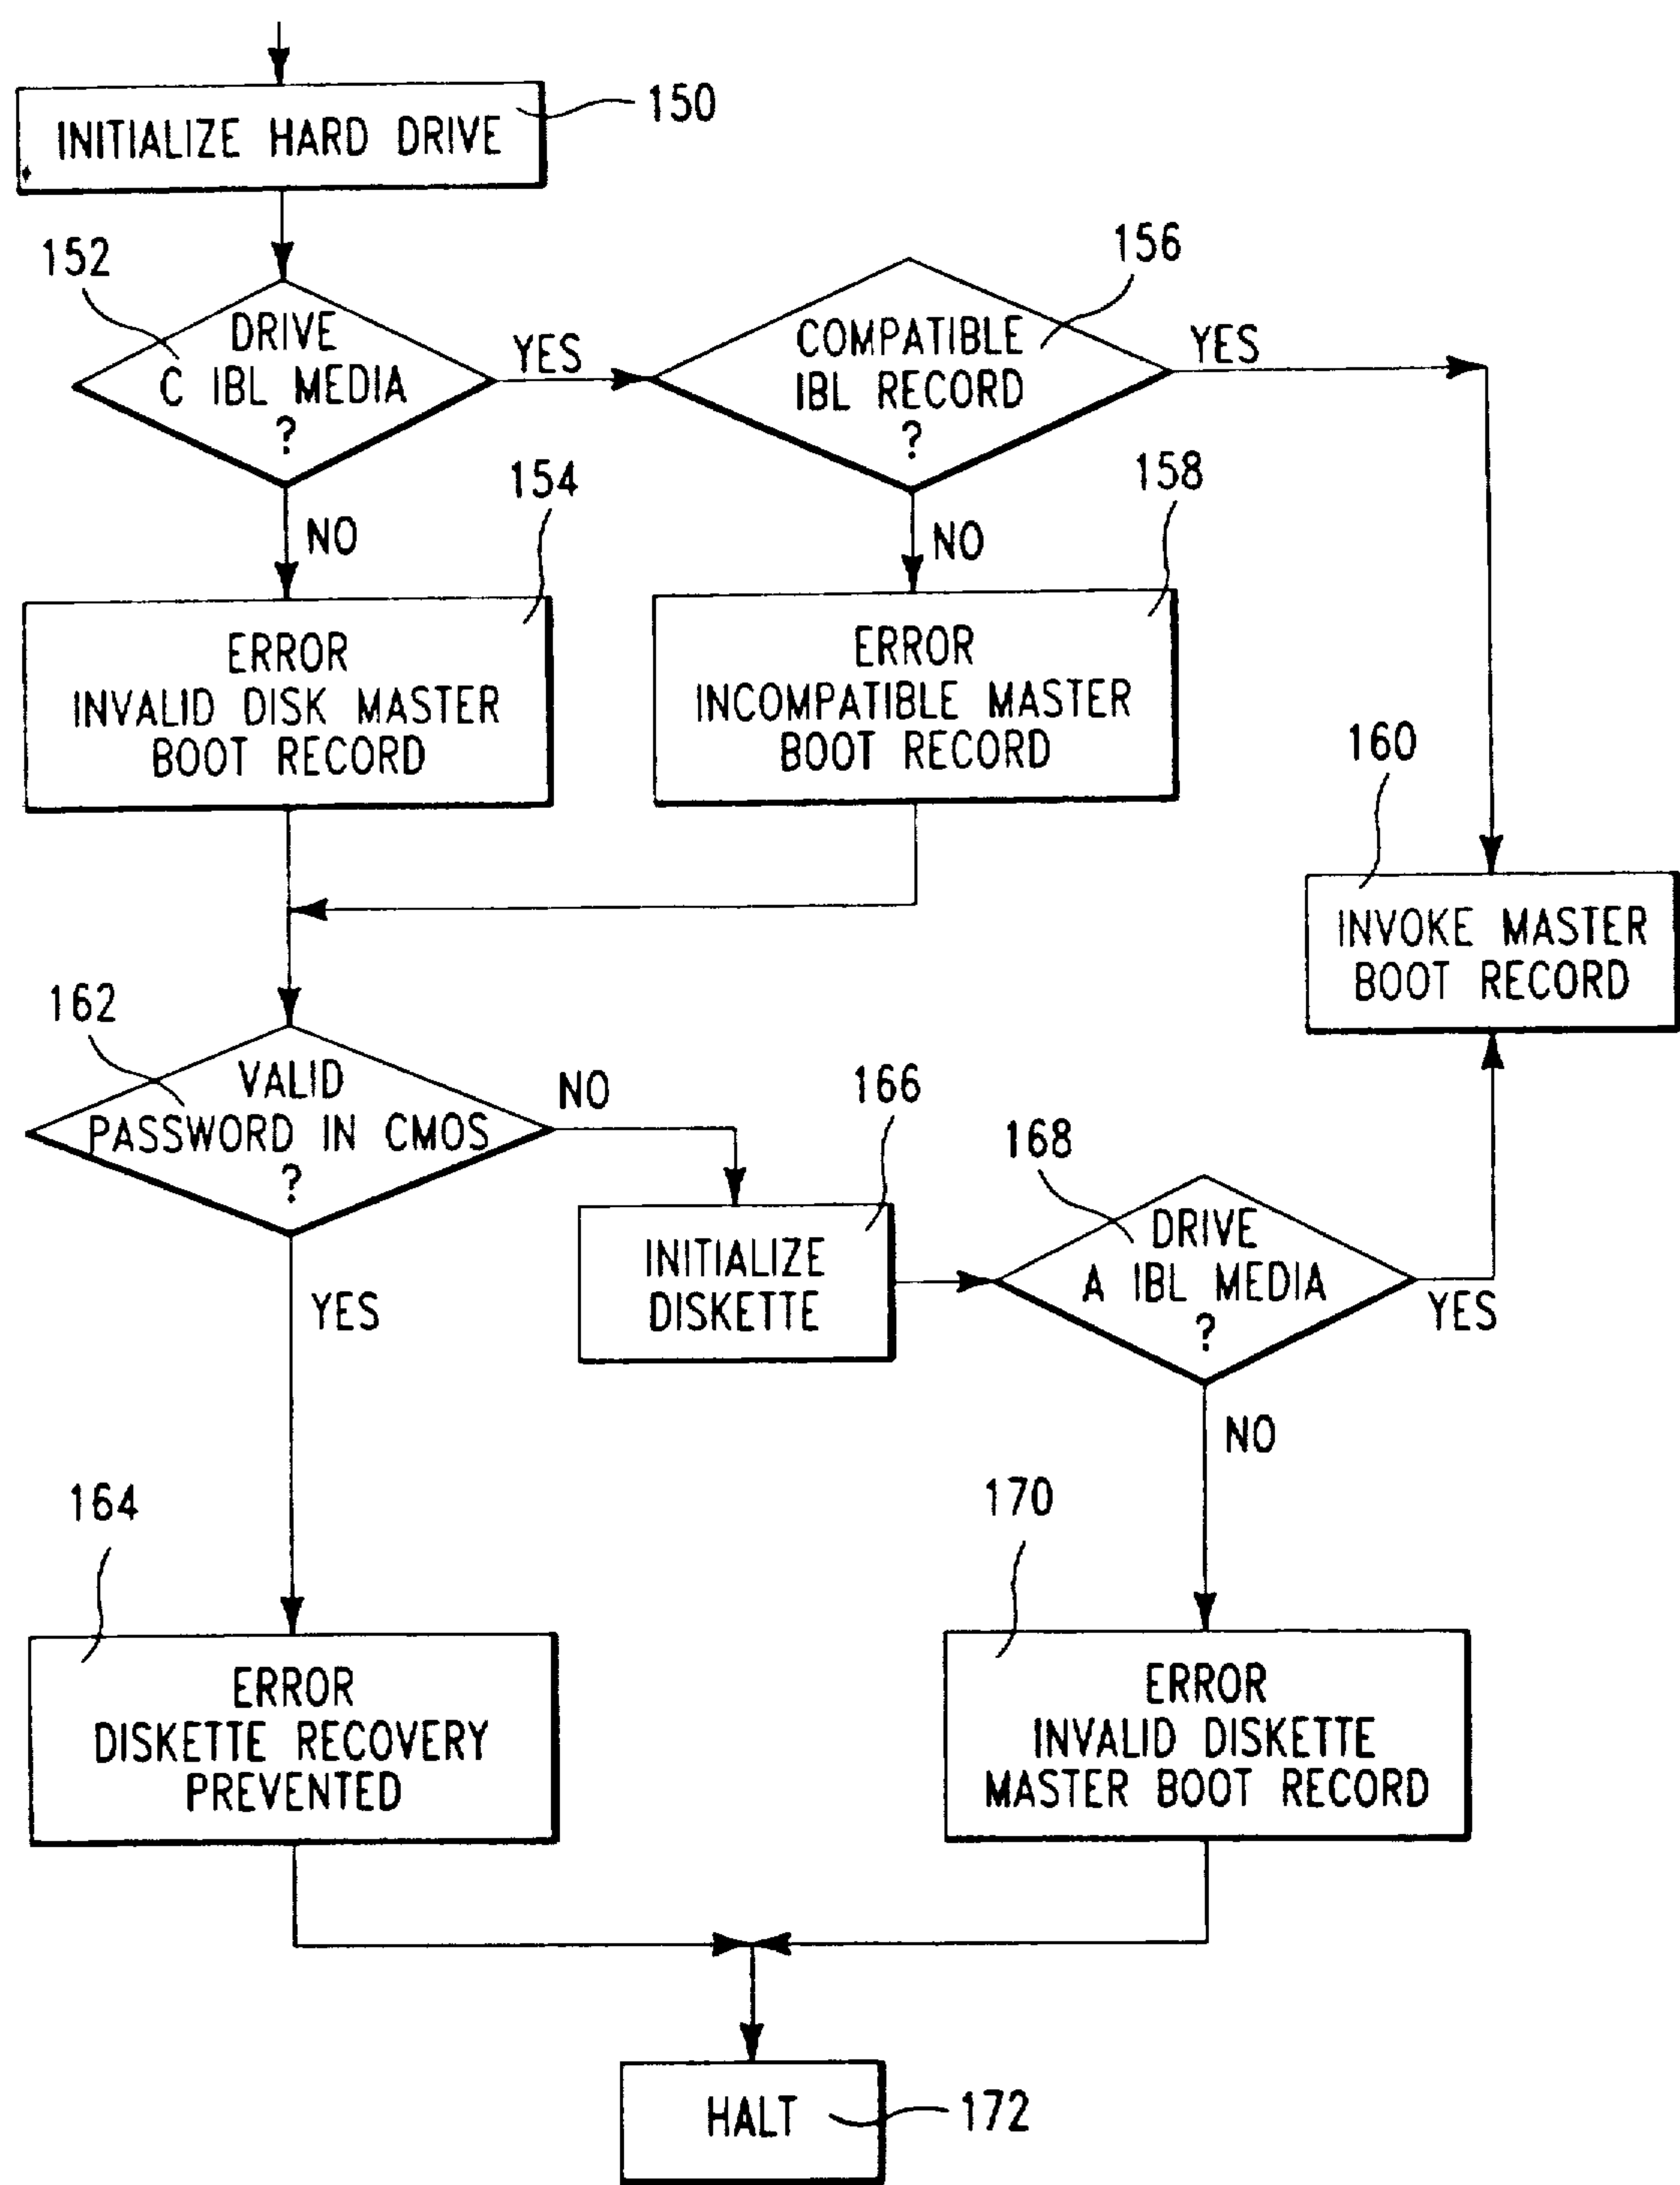 150
INITIALIZE HARD DRIVE
152
DRIVE
C IBL MEDIA
?
YES
NO
156
COMPATIBLE
IBL RECORD
?
YES
NO
154
ERROR
INVALID DISK MASTER
BOOT RECORD
158
ERROR
INCOMPATIBLE MASTER
BOOT RECORD
160
INVOKE MASTER
BOOT RECORD
162
VALID
PASSWORD IN CMOS
?
NO
YES
166
INITIALIZE
DISKETTE
168
DRIVE
A IBL MEDIA
?
YES
NO
164
ERROR
DISKETTE RECOVERY
PREVENTED
170
ERROR
INVALID DISKETTE
MASTER BOOT RECORD
HALT
172